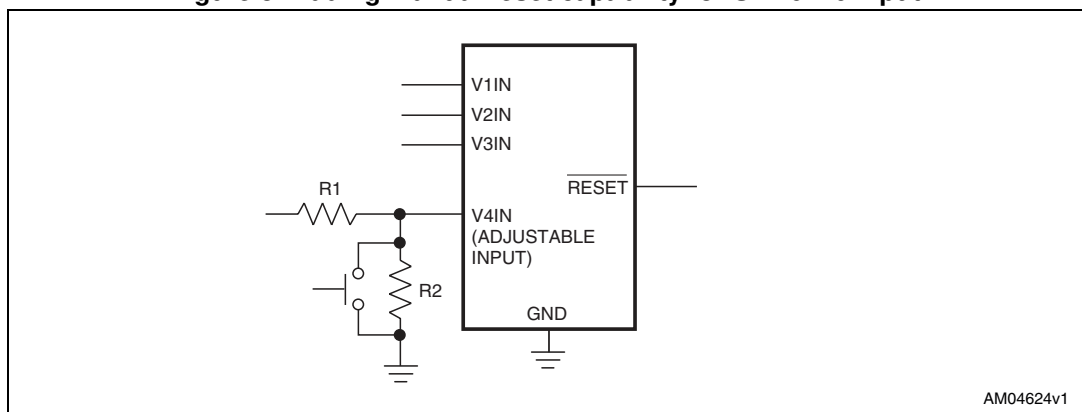 V1IN
V2IN
V3IN
RESET
R1
V4IN
(ADJUSTABLE
INPUT)
R2
GND
AM04624v1